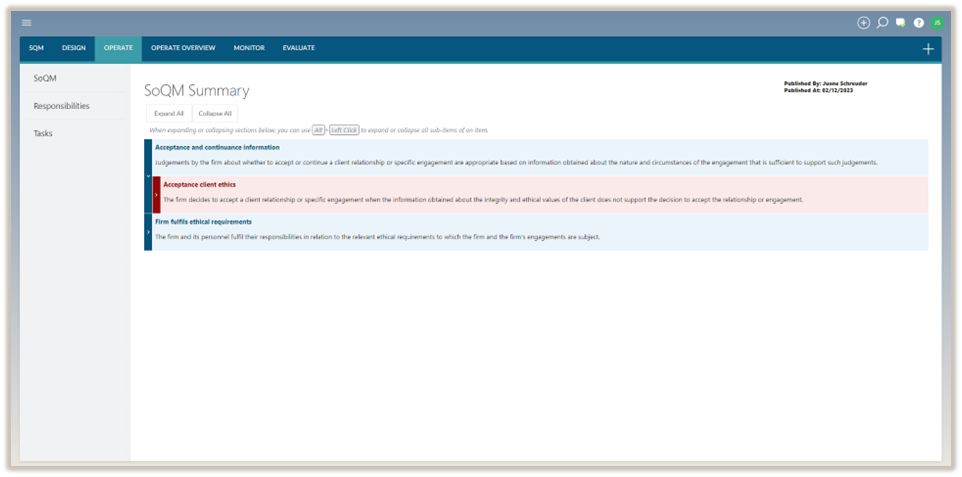 JS
SQM DESIGN OPERATE OPERATE OVERVIEW MONITOR EVALUATE
SoQM
Responsibilities
Tasks
SoQM Summary
Published By: Juane Schreuder
Published At: 02/12/2023
Expand All Collapse All
When expanding or collapsing sections below, you can use Alt + Left Click to expand or collapse all sub-items of an item.
Acceptance and continuance information
Judgements by the firm about whether to accept or continue a client relationship or specific engagement are appropriate based on information obtained about the nature and circumstances of the engagement that is sufficient to support such judgements.
Acceptance client ethics
The firm decides to accept a client relationship or specific engagement when the information obtained about the integrity and ethical values of the client does not support the decision to accept the relationship or engagement.
Firm fulfils ethical requirements
The firm and its personnel fulfil their responsibilities in relation to the relevant ethical requirements to which the firm and the firm's engagements are subject.